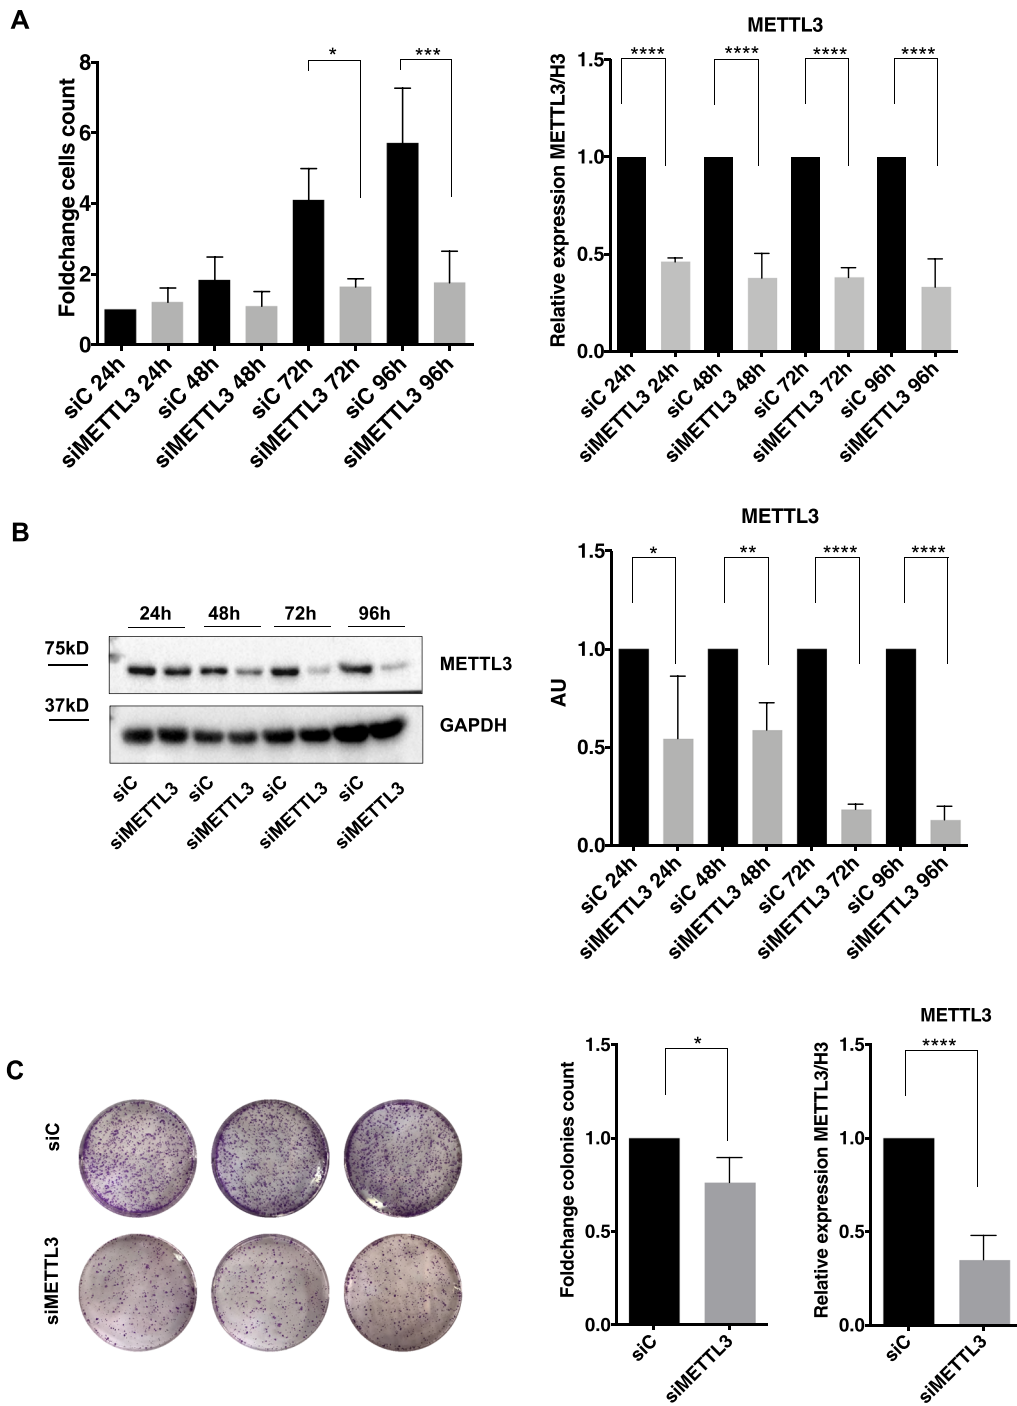 A
Foldchange cells count
8
6
4
2
0
*
***
siC 24h
siMETTL3 24h
siC 48h
siMETTL3 48h
siC 72h
siMETTL3 72h
siC 96h
siMETTL3 96h
METTL3
Relative expression METTL3/H3
1.5
1.0
0.5
0.0
****
****
****
****
siC 24h
siMETTL3 24h
siC 48h
siMETTL3 48h
siC 72h
siMETTL3 72h
siC 96h
siMETTL3 96h
B
24h 48h 72h 96h
75kD
METTL3
37kD
GAPDH
siC
siMETTL3
siC
siMETTL3
siC
siMETTL3
siC
siMETTL3
METTL3
AU
1.5
1.0
0.5
0.0
*
**
****
****
siC 24h
siMETTL3 24h
siC 48h
siMETTL3 48h
siC 72h
siMETTL3 72h
siC 96h
siMETTL3 96h
C
siC
siMETTL3
Foldchange colonies count
1.5
1.0
0.5
0.0
*
siC
siMETTL3
METTL3
Relative expression METTL3/H3
1.5
1.0
0.5
0.0
****
siC
siMETTL3